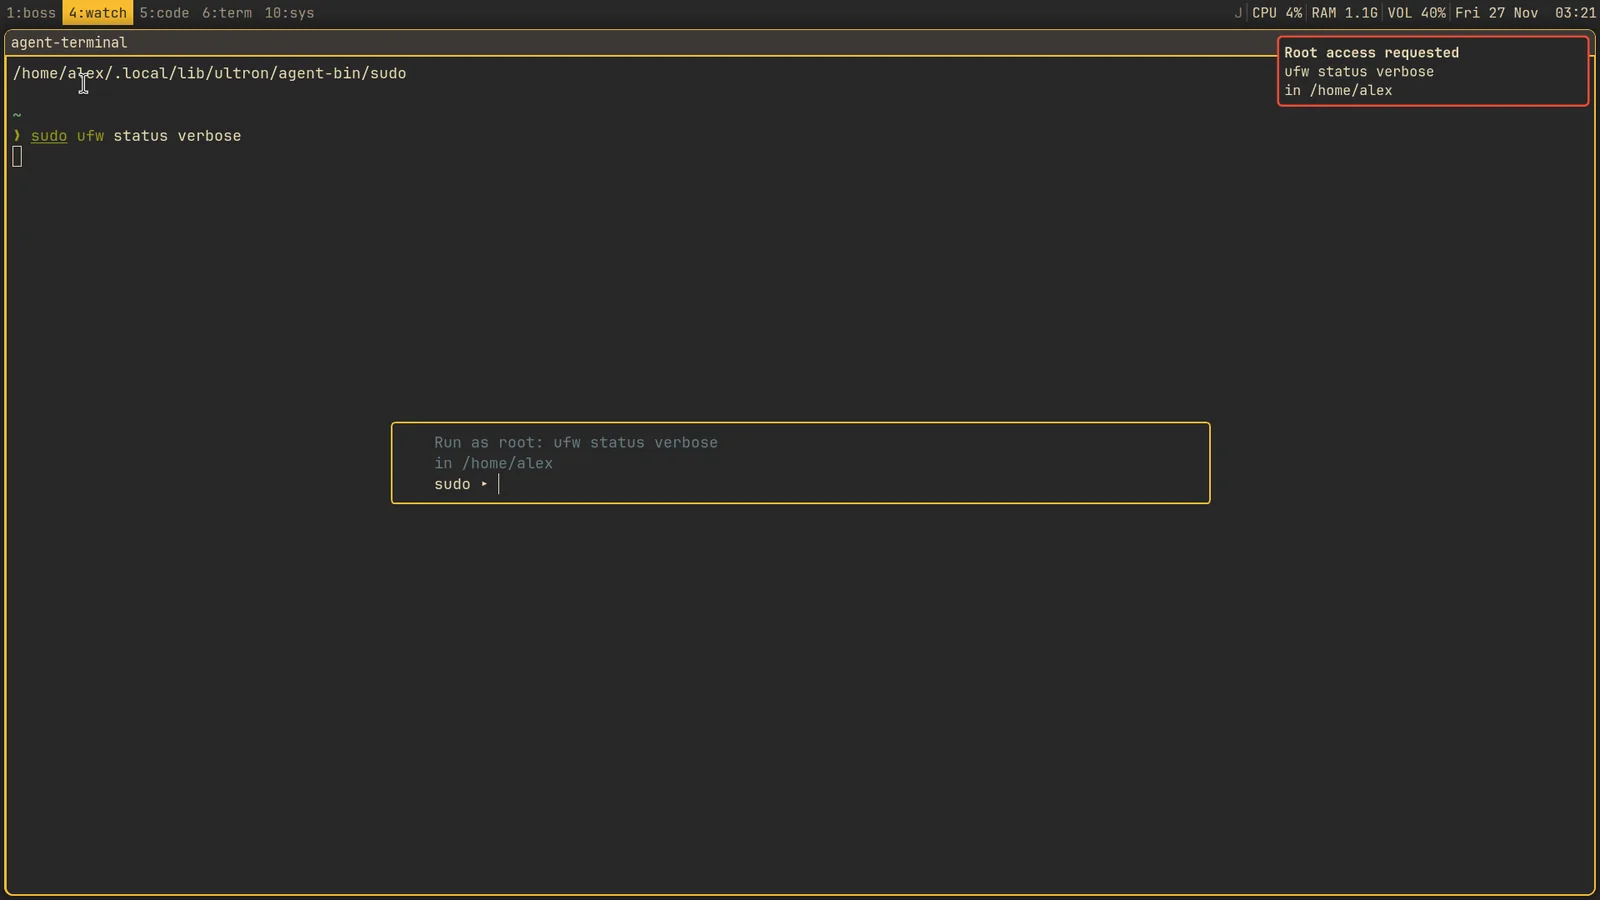 1:boss 4:watch 5:code 6:term 10:sys
J CPU 4% RAM 1.1G VOL 40% Fri 27 Nov 03:21
agent-terminal
Root access requested
ufw status verbose
in /home/alex
/home/alex/.local/lib/ultron/agent-bin/sudo
~
❯ sudo ufw status verbose
Run as root: ufw status verbose
in /home/alex
sudo ‣